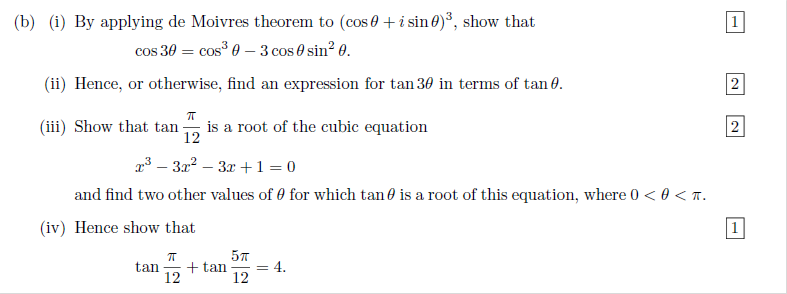 (b) (i) By applying de Moivres theorem to (cos θ + i sin θ)³, show that 1
cos 3θ = cos³ θ − 3 cos θ sin² θ.
(ii) Hence, or otherwise, find an expression for tan 3θ in terms of tan θ. 2
(iii) Show that tan π/12 is a root of the cubic equation 2
x³ − 3x² − 3x + 1 = 0
and find two other values of θ for which tan θ is a root of this equation, where 0 < θ < π.
(iv) Hence show that 1
tan π/12 + tan 5π/12 = 4.